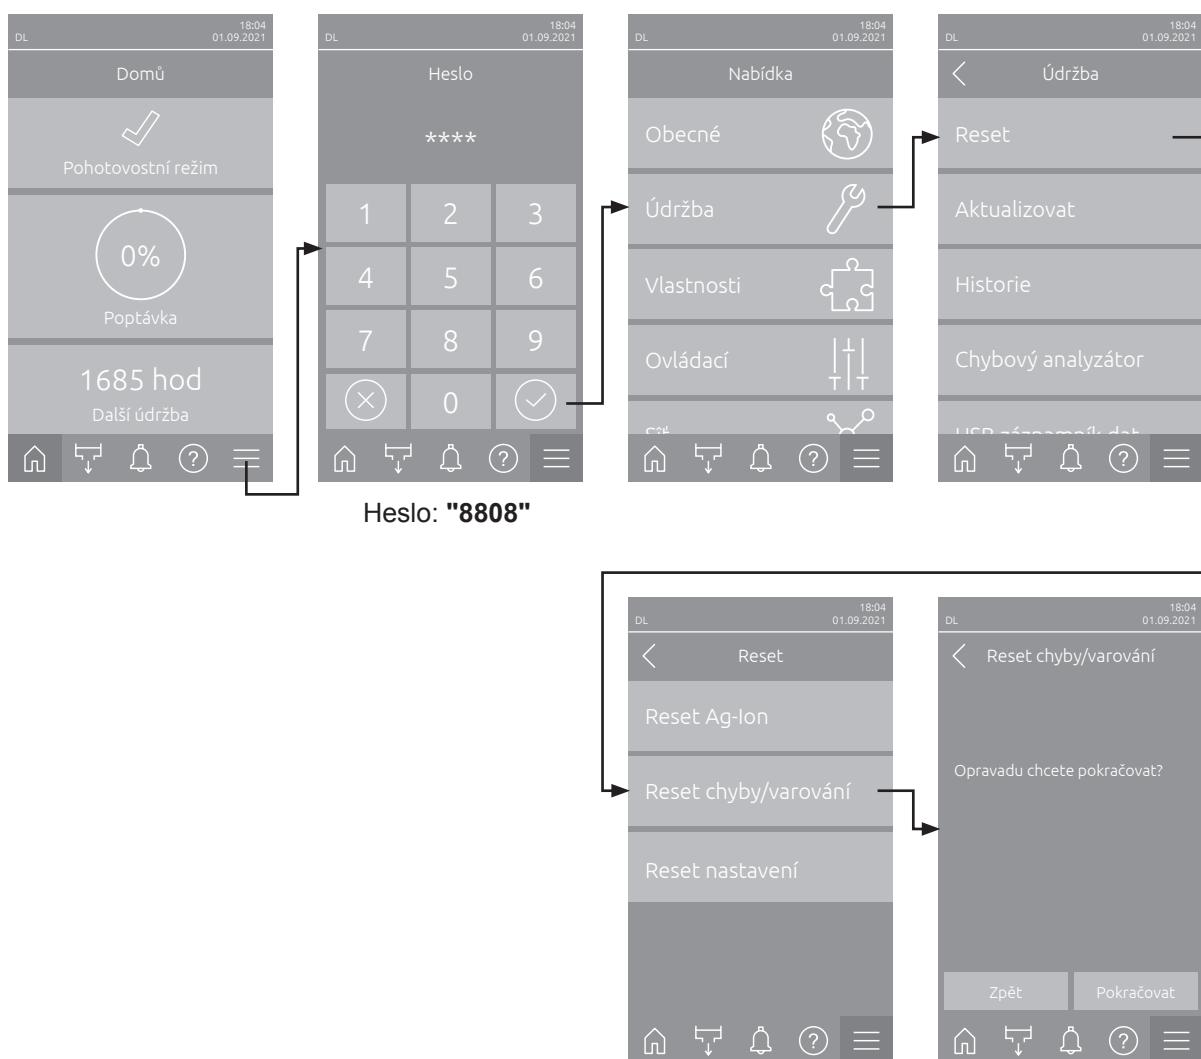 18:04
DL 01.09.2021
Domů
Pohotovostní režim
0%
Poptávka
1685 hod
Další údržba
?
18:04
DL 01.09.2021
Heslo
****
1 2 3
4 5 6
7 8 9
0
?
Heslo: "8808"
18:04
DL 01.09.2021
Nabídka
Obecné
Údržba
Vlastnosti
Ovládací
Síť
?
18:04
DL 01.09.2021
Údržba
Reset
Aktualizovat
Historie
Chybový analyzátor
USB záznamník dat
?
18:04
DL 01.09.2021
Reset
Reset Ag-Ion
Reset chyby/varování
Reset nastavení
?
18:04
DL 01.09.2021
Reset chyby/varování
Opravadu chcete pokračovat?
Zpět Pokračovat
?